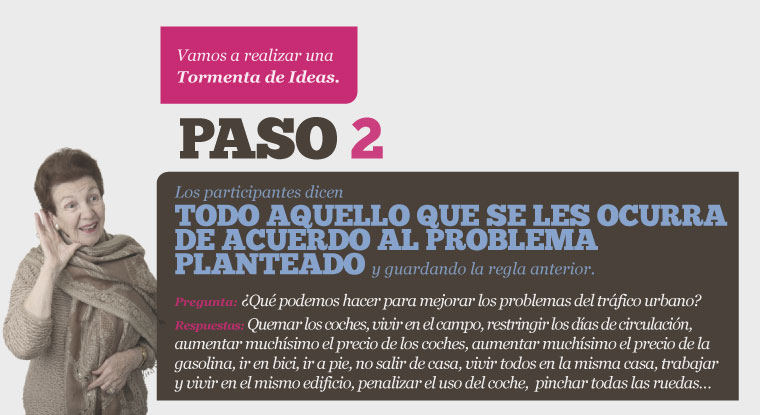 Vamos a realizar una
Tormenta de Ideas.
PASO 2
Los participantes dicen
TODO AQUELLO QUE SE LES OCURRA
DE ACUERDO AL PROBLEMA
PLANTEADO y guardando la regla anterior.
Pregunta: ¿Qué podemos hacer para mejorar los problemas del tráfico urbano?
Respuestas: Quemar los coches, vivir en el campo, restringir los días de circulación,
aumentar muchísimo el precio de los coches, aumentar muchísimo el precio de la
gasolina, ir en bici, ir a pie, no salir de casa, vivir todos en la misma casa, trabajar
y vivir en el mismo edificio, penalizar el uso del coche, pinchar todas las ruedas...